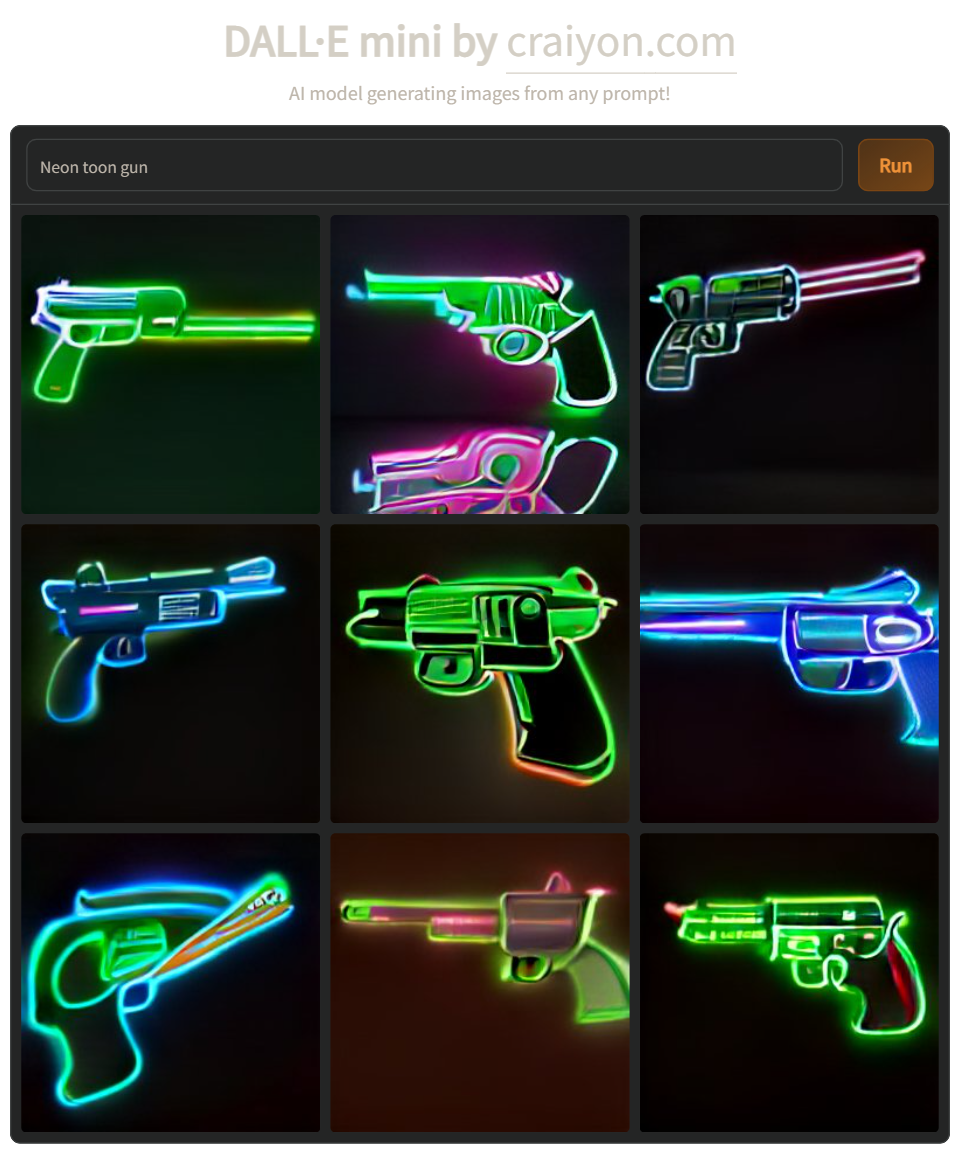 DALL·E mini by craiyon.com
AI model generating images from any prompt!
Neon toon gun
Run